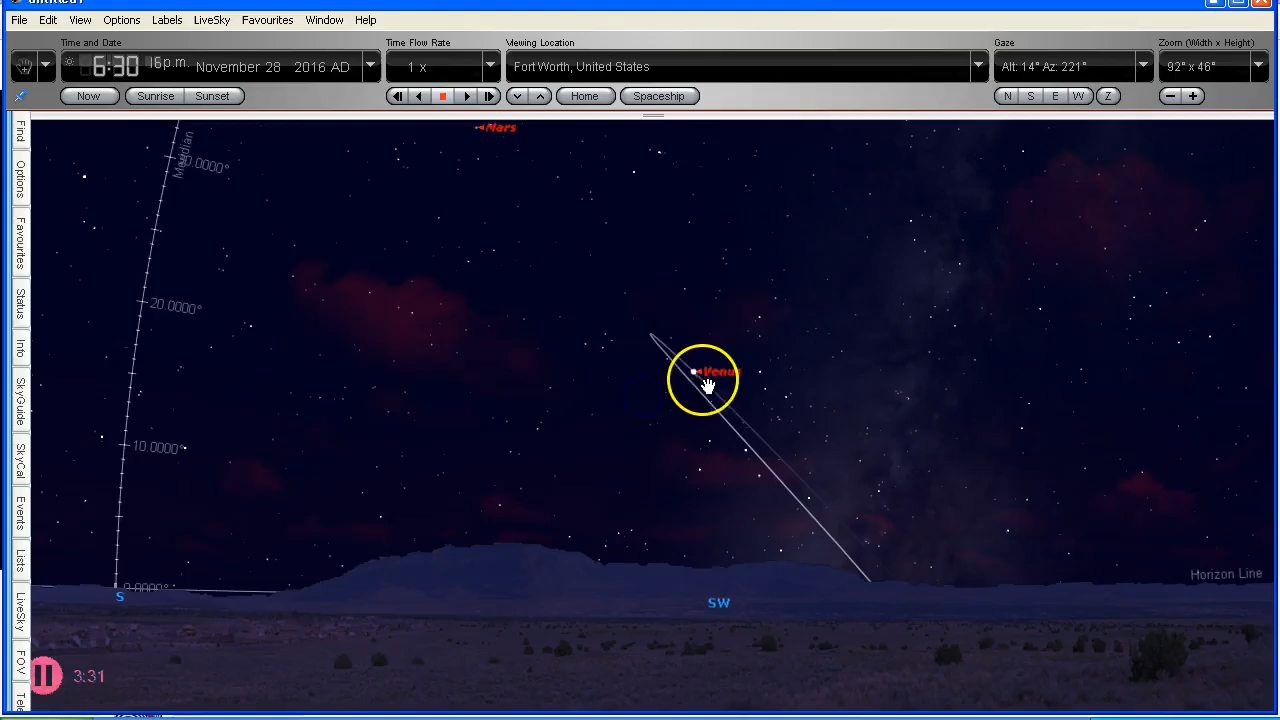 File Edit View Options Labels LiveSky Favourites Window Help
Time and Date Time Flow Rate Viewing Location Gaze Zoom (Width x Height)
6:30 16 p.m. November 28 2016 AD 1 x Fort Worth, United States Alt: 14° Az: 221° 92° x 46°
Now Sunrise Sunset Home Spaceship N S E W Z
Find
Options
Favourites
Status
Info
SkyGuide
SkyCal
Events
Lists
LiveSky
FOV
Mars
Meridian
20.0000°
Venus
10.0000°
Horizon Line
0.0000°
S
SW
3:31